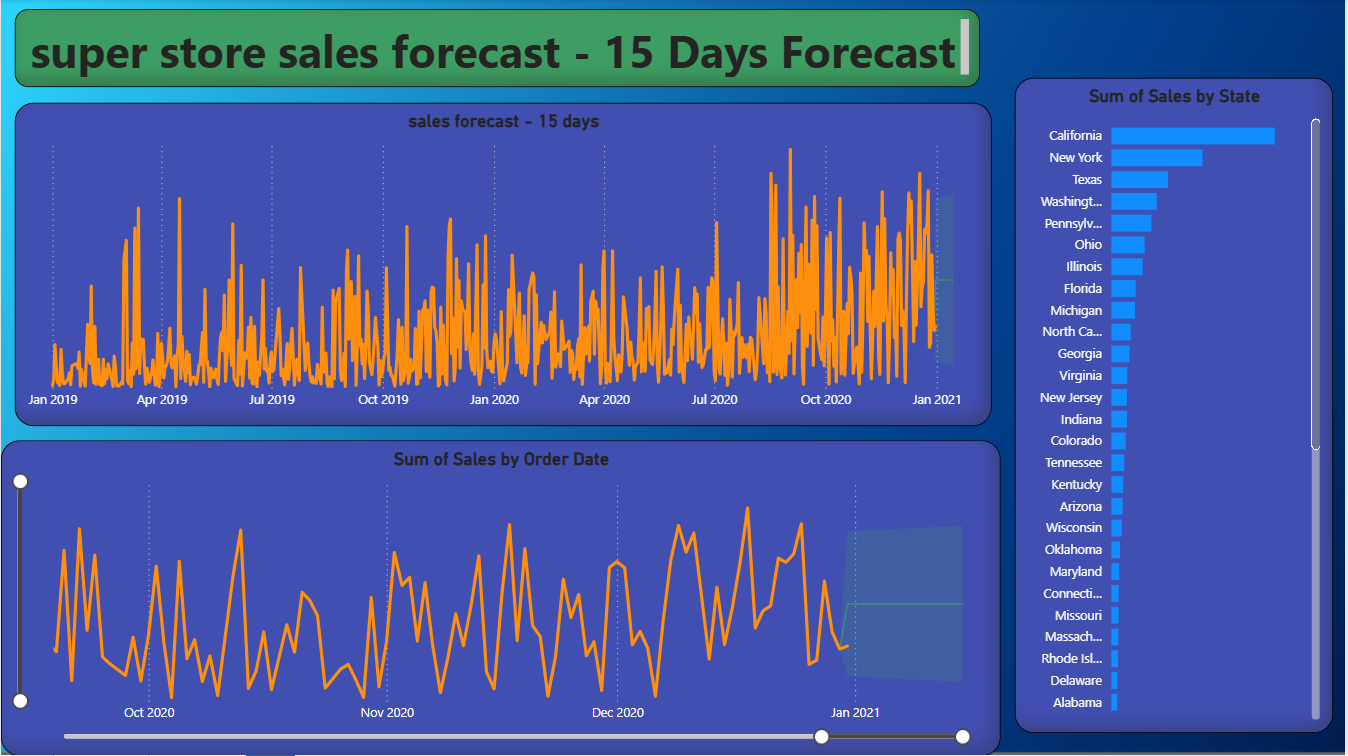 super store sales forecast - 15 Days Forecast
sales forecast - 15 days
Jan 2019 Apr 2019 Jul 2019 Oct 2019 Jan 2020 Apr 2020 Jul 2020 Oct 2020 Jan 2021
Sum of Sales by Order Date
Oct 2020 Nov 2020 Dec 2020 Jan 2021
Sum of Sales by State
California
New York
Texas
Washingt...
Pennsylv...
Ohio
Illinois
Florida
Michigan
North Ca...
Georgia
Virginia
New Jersey
Indiana
Colorado
Tennessee
Kentucky
Arizona
Wisconsin
Oklahoma
Maryland
Connecti...
Missouri
Massach...
Rhode Isl...
Delaware
Alabama